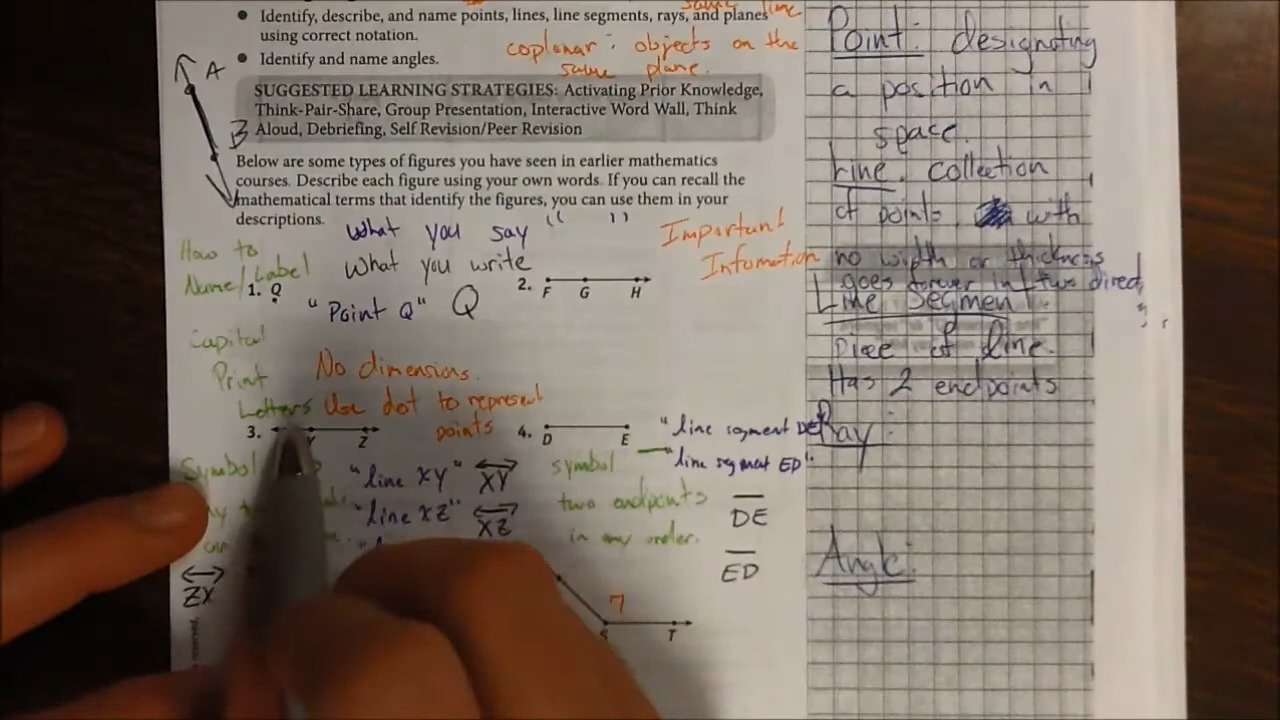 same line
• Identify, describe, and name points, lines, line segments, rays, and planes
using correct notation.
coplanar: objects on the
same plane.
• Identify and name angles.
A
B
SUGGESTED LEARNING STRATEGIES: Activating Prior Knowledge,
Think-Pair-Share, Group Presentation, Interactive Word Wall, Think
Aloud, Debriefing, Self Revision/Peer Revision
Below are some types of figures you have seen in earlier mathematics
courses. Describe each figure using your own words. If you can recall the
mathematical terms that identify the figures, you can use them in your
descriptions.
What you say " "
What you write
Important
Infomation
How to
Name/Label
1. Q
"Point Q" Q
2. F G H
Capital
Print
Letters
No dimensions.
Use dot to represent
points
3. Y Z
4. D E
"line segment DE"
"line segment ED".
Symbol
"line XY" XY
"line XZ" XZ
ZX
symbol
two endpoints
in any order.
DE
ED
7
S T
Point: designating
a position in
space.
Line: collection
of points with
no width or thickness
goes forever in two direct
Line Segment:
piece of line.
Has 2 endpoints
Ray:
Angle: